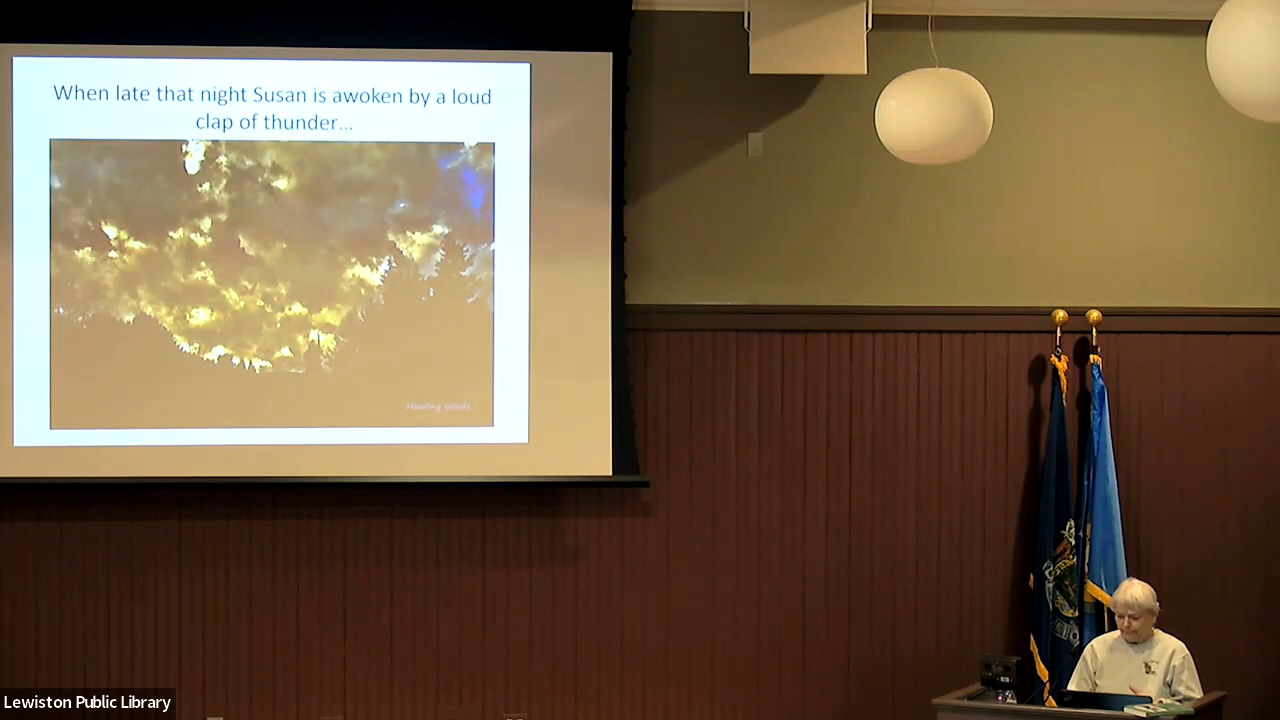 When late that night Susan is awoken by a loud
clap of thunder...
Howling Winds
Lewiston Public Library